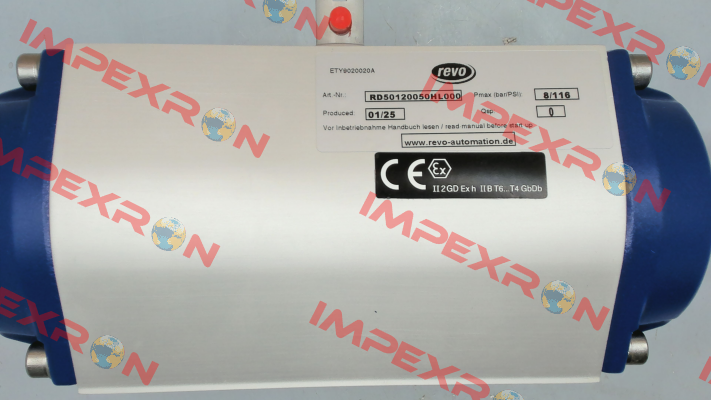 ETY9020020A
revo
Art.-Nr.: RD50120050HL000 Pmax (bar/PSI): 8/116
Produced: 01/25 Qsp: 0
Vor Inbetriebnahme Handbuch lesen / read manual before start up
www.revo-automation.de
CE Ex
II 2GD Ex h IIB T6...T4 GbDb
IMPEXRON
IMPEXRON
IMPEXRON
IMPEXRON
IMPEXRON